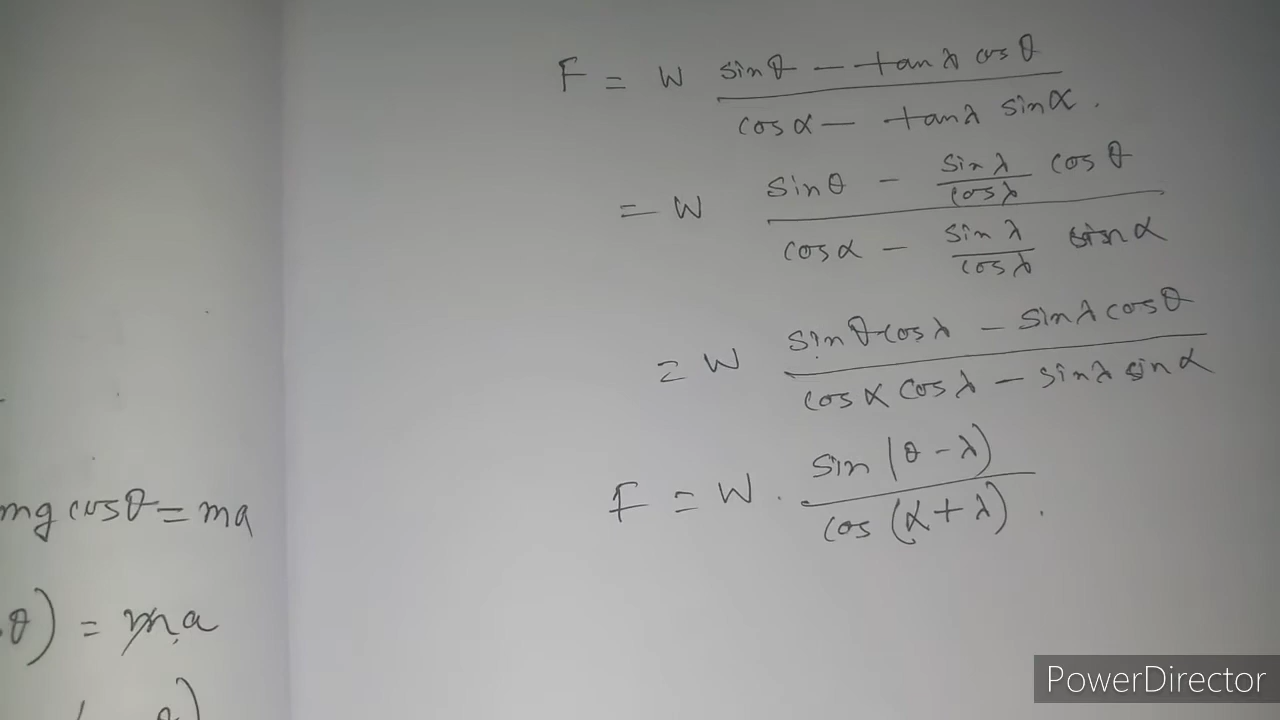 F = W (sinθ − tanλ cosθ) / (cosα − tanλ sinα).
= W (sinθ − (sinλ/cosλ) cosθ) / (cosα − (sinλ/cosλ) sinα)
= W (sinθ cosλ − sinλ cosθ) / (cosα cosλ − sinλ sinα)
F = W · sin(θ − λ) / cos(α + λ).
mg cosθ = ma
θ) = ma
PowerDirector